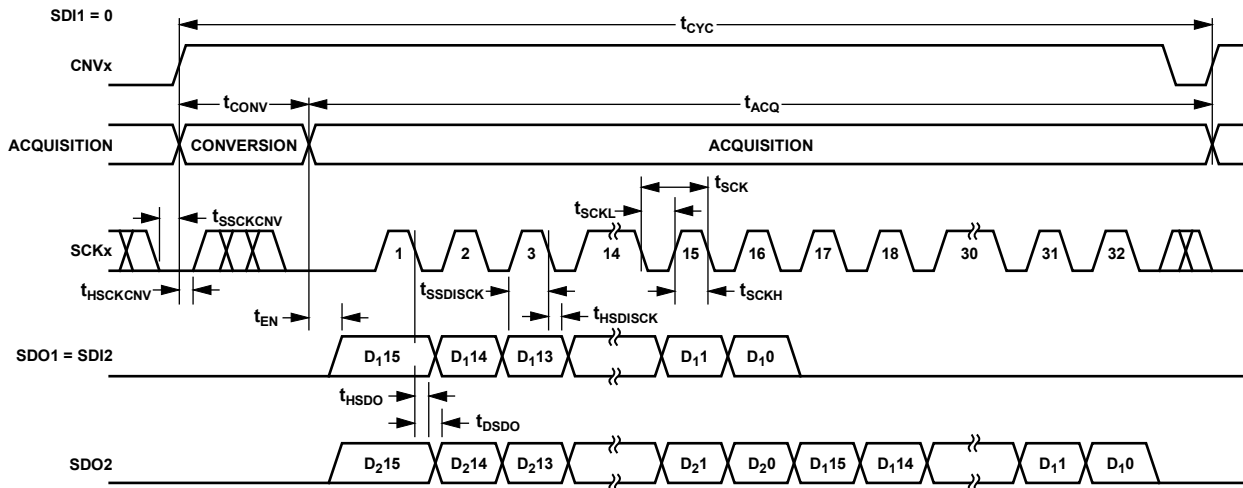 SDI1 = 0
tCYC
CNVx
tCONV
tACQ
ACQUISITION CONVERSION ACQUISITION
tSCK
tSCKL
tSSCKCNV
SCKx 1 2 3 14 15 16 17 18 30 31 32
tHSCKCNV
tSSDISCK
tSCKH
tEN
tHSDISCK
SDO1 = SDI2 D115 D114 D113 D11 D10
tHSDO
tDSDO
SDO2 D215 D214 D213 D21 D20 D115 D114 D11 D10